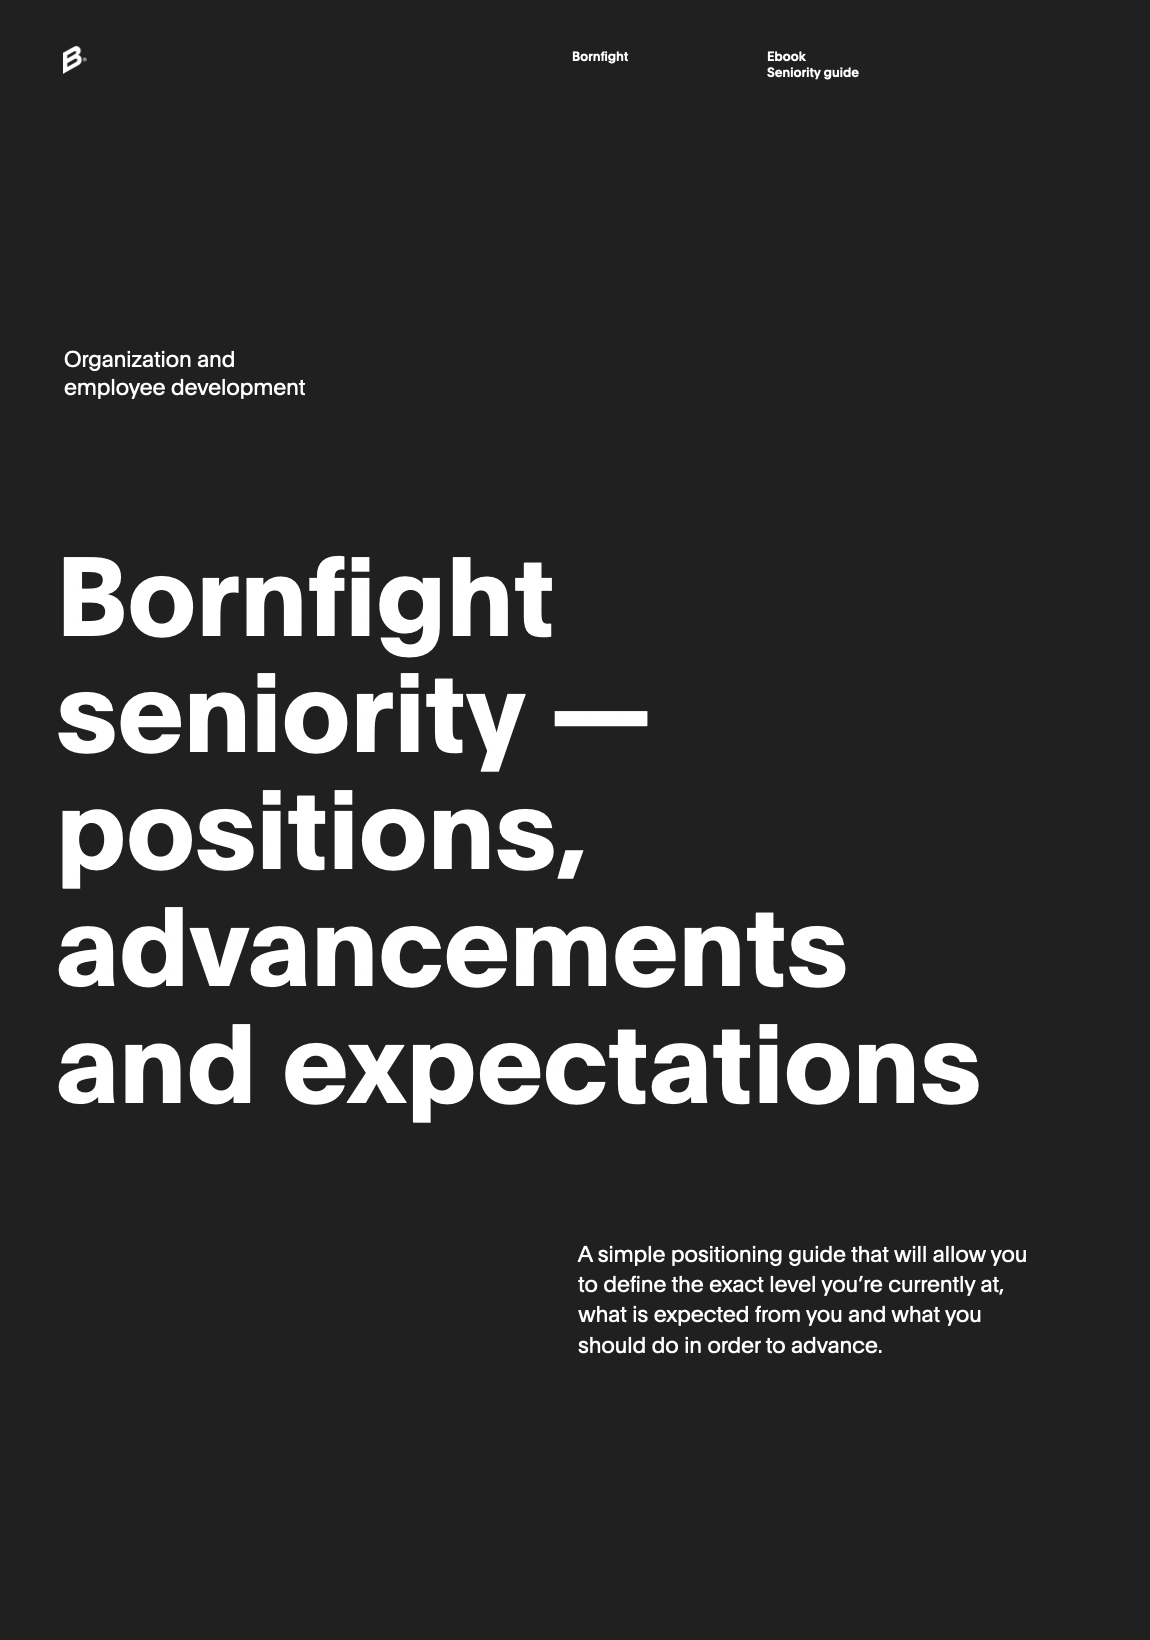 B®
Bornfight
Ebook
Seniority guide
Organization and
employee development
Bornfight
seniority —
positions,
advancements
and expectations
A simple positioning guide that will allow you
to define the exact level you’re currently at,
what is expected from you and what you
should do in order to advance.